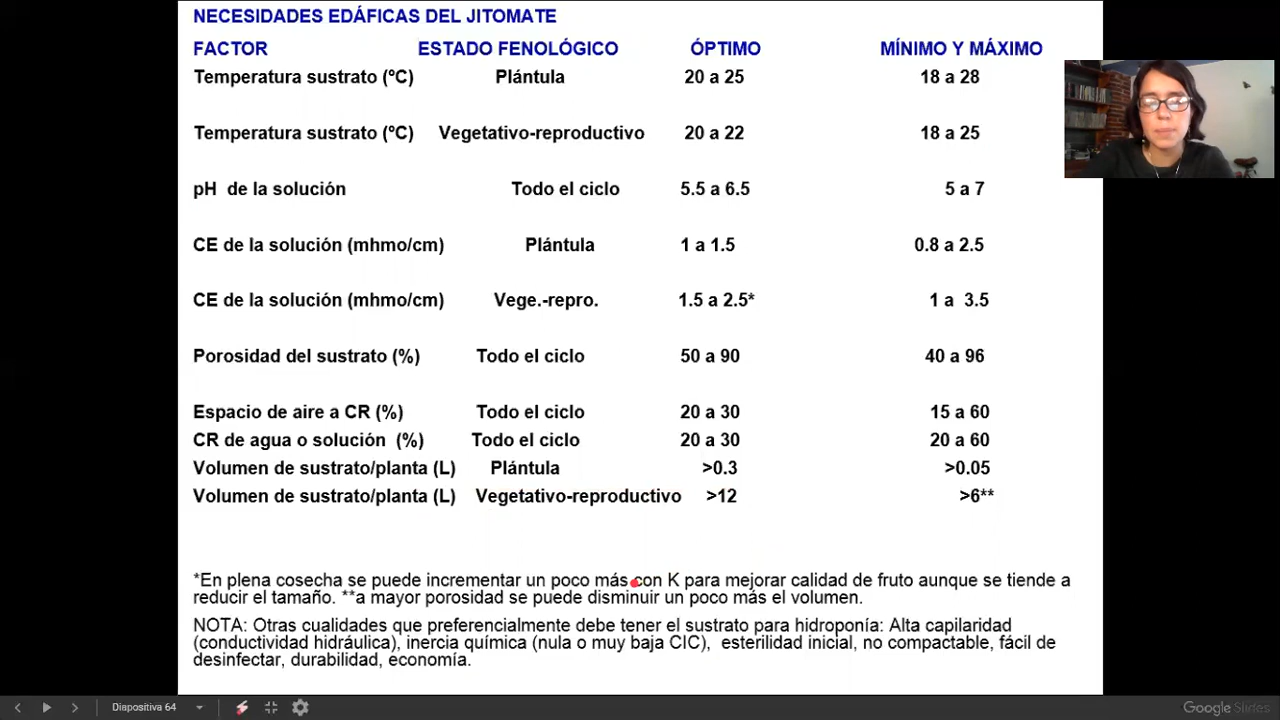 NECESIDADES EDÁFICAS DEL JITOMATE
FACTOR ESTADO FENOLÓGICO ÓPTIMO MÍNIMO Y MÁXIMO
Temperatura sustrato (ºC) Plántula 20 a 25 18 a 28
Temperatura sustrato (ºC) Vegetativo-reproductivo 20 a 22 18 a 25
pH de la solución Todo el ciclo 5.5 a 6.5 5 a 7
CE de la solución (mhmo/cm) Plántula 1 a 1.5 0.8 a 2.5
CE de la solución (mhmo/cm) Vege.-repro. 1.5 a 2.5* 1 a 3.5
Porosidad del sustrato (%) Todo el ciclo 50 a 90 40 a 96
Espacio de aire a CR (%) Todo el ciclo 20 a 30 15 a 60
CR de agua o solución (%) Todo el ciclo 20 a 30 20 a 60
Volumen de sustrato/planta (L) Plántula >0.3 >0.05
Volumen de sustrato/planta (L) Vegetativo-reproductivo >12 >6**
*En plena cosecha se puede incrementar un poco más con K para mejorar calidad de fruto aunque se tiende a
reducir el tamaño. **a mayor porosidad se puede disminuir un poco más el volumen.
NOTA: Otras cualidades que preferencialmente debe tener el sustrato para hidroponía: Alta capilaridad
(conductividad hidráulica), inercia química (nula o muy baja CIC), esterilidad inicial, no compactable, fácil de
desinfectar, durabilidad, economía.
Diapositiva 64
Google Slides